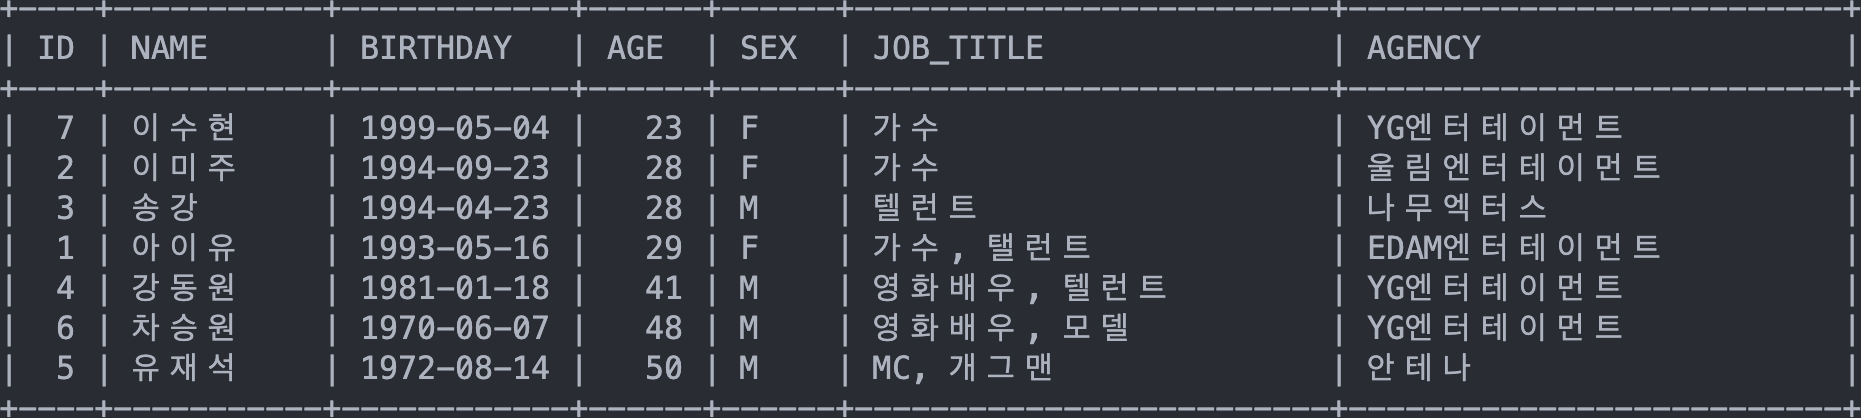 | ID | NAME | BIRTHDAY | AGE | SEX | JOB_TITLE | AGENCY |
| 7 | 이수현 | 1999-05-04 | 23 | F | 가수 | YG엔터테이먼트 |
| 2 | 이미주 | 1994-09-23 | 28 | F | 가수 | 울림엔터테이먼트 |
| 3 | 송강 | 1994-04-23 | 28 | M | 텔런트 | 나무엑터스 |
| 1 | 아이유 | 1993-05-16 | 29 | F | 가수, 탤런트 | EDAM엔터테이먼트 |
| 4 | 강동원 | 1981-01-18 | 41 | M | 영화배우, 텔런트 | YG엔터테이먼트 |
| 6 | 차승원 | 1970-06-07 | 48 | M | 영화배우, 모델 | YG엔터테이먼트 |
| 5 | 유재석 | 1972-08-14 | 50 | M | MC, 개그맨 | 안테나 |